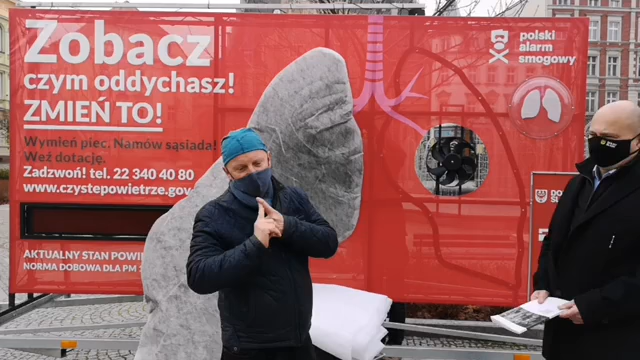 Zobacz
czym oddychasz!
ZMIEŃ TO!
Wymień piec. Namów sąsiada!
Weź dotację.
Zadzwoń! tel. 22 340 40 80
www.czystepowietrze.gov
AKTUALNY STAN POWI
NORMA DOBOWA DLA PM
polski
alarm
smogowy